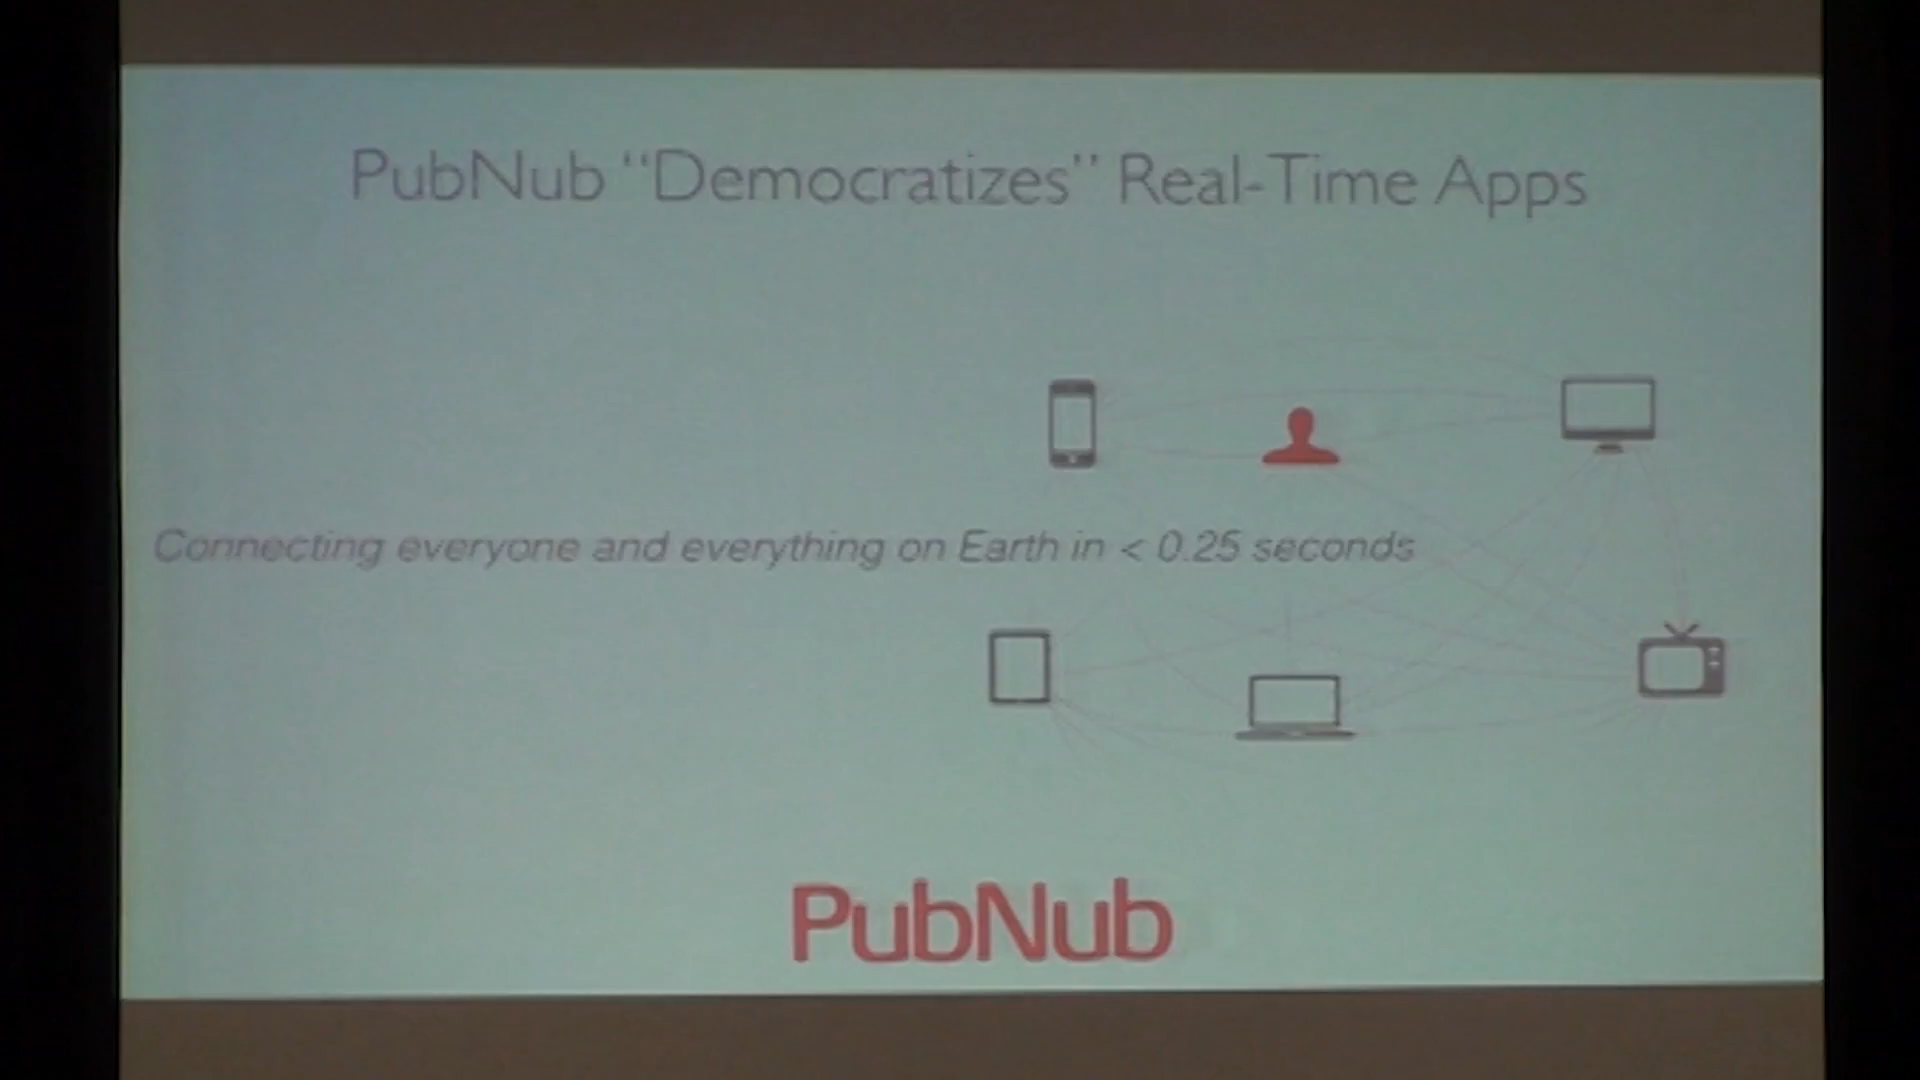 PubNub “Democratizes” Real-Time Apps
Connecting everyone and everything on Earth in < 0.25 seconds
PubNub